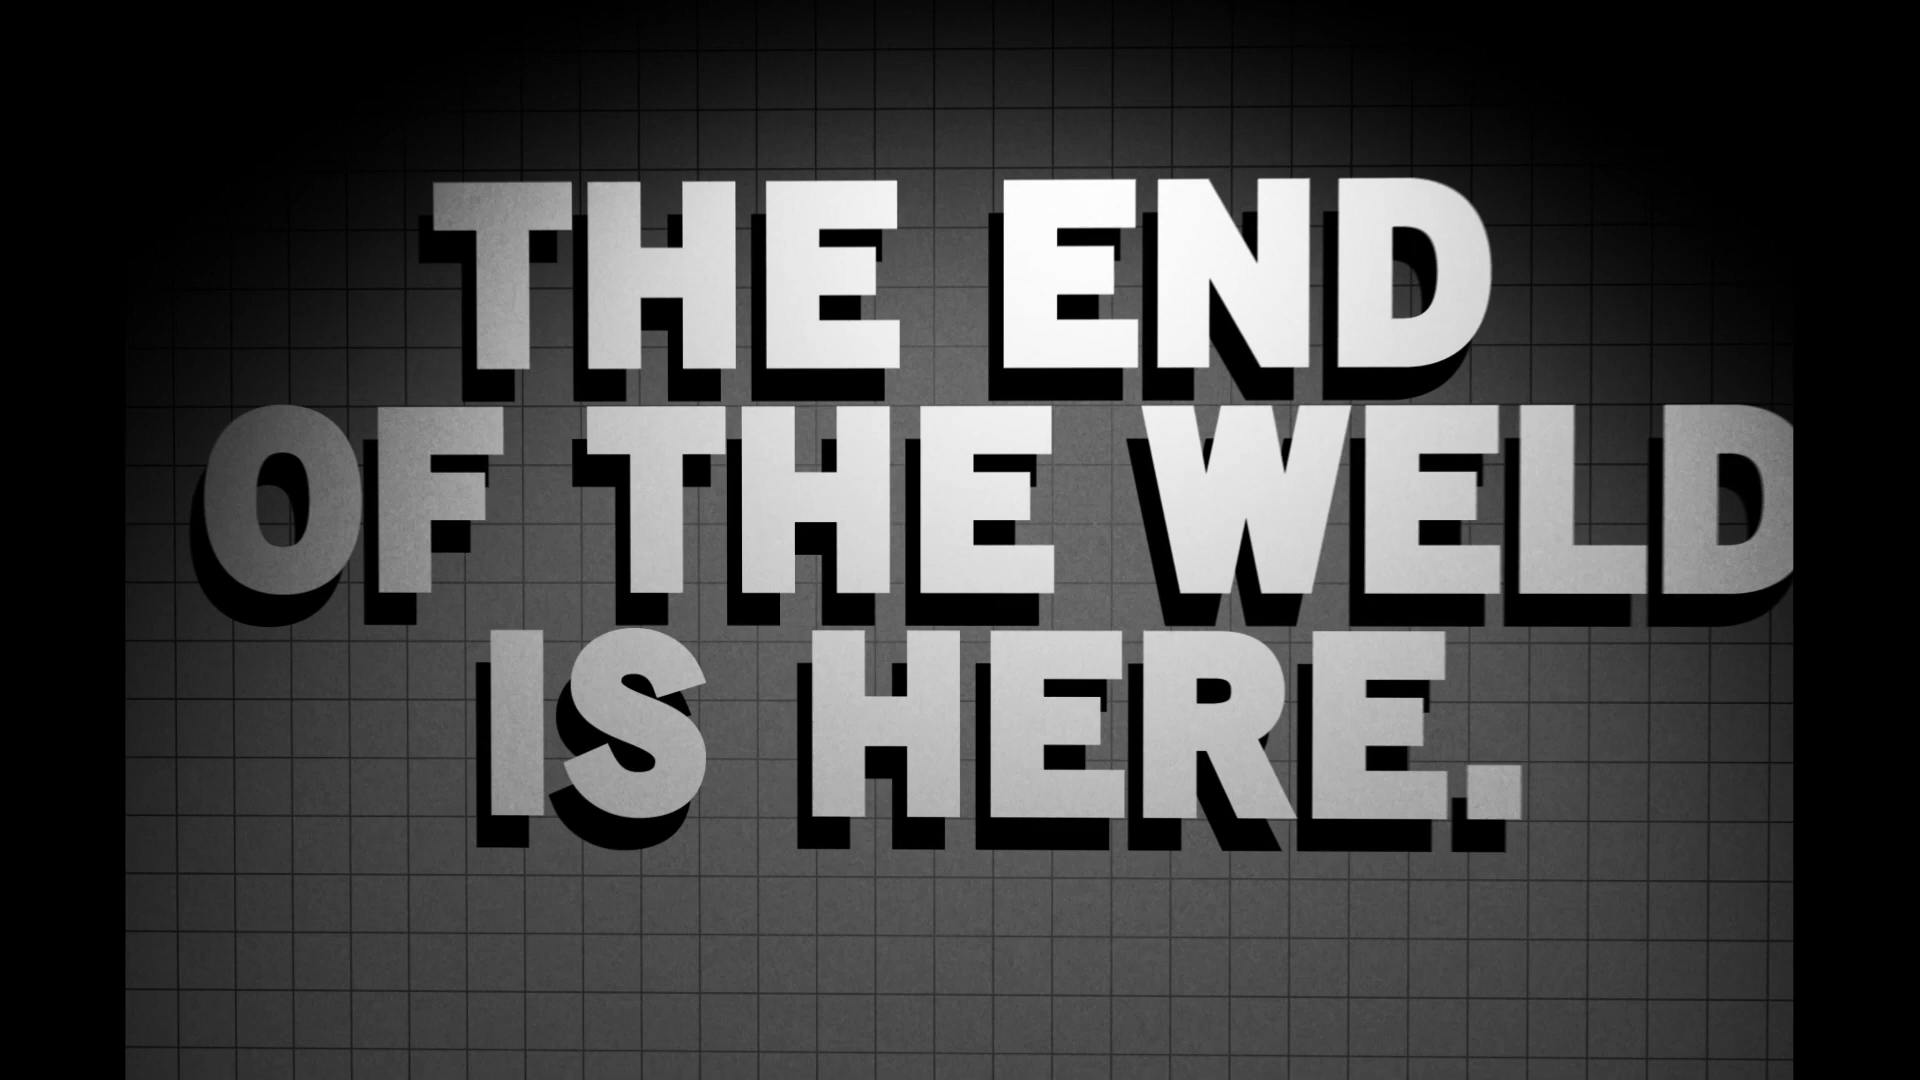 THE END
OF THE WELD
IS HERE.